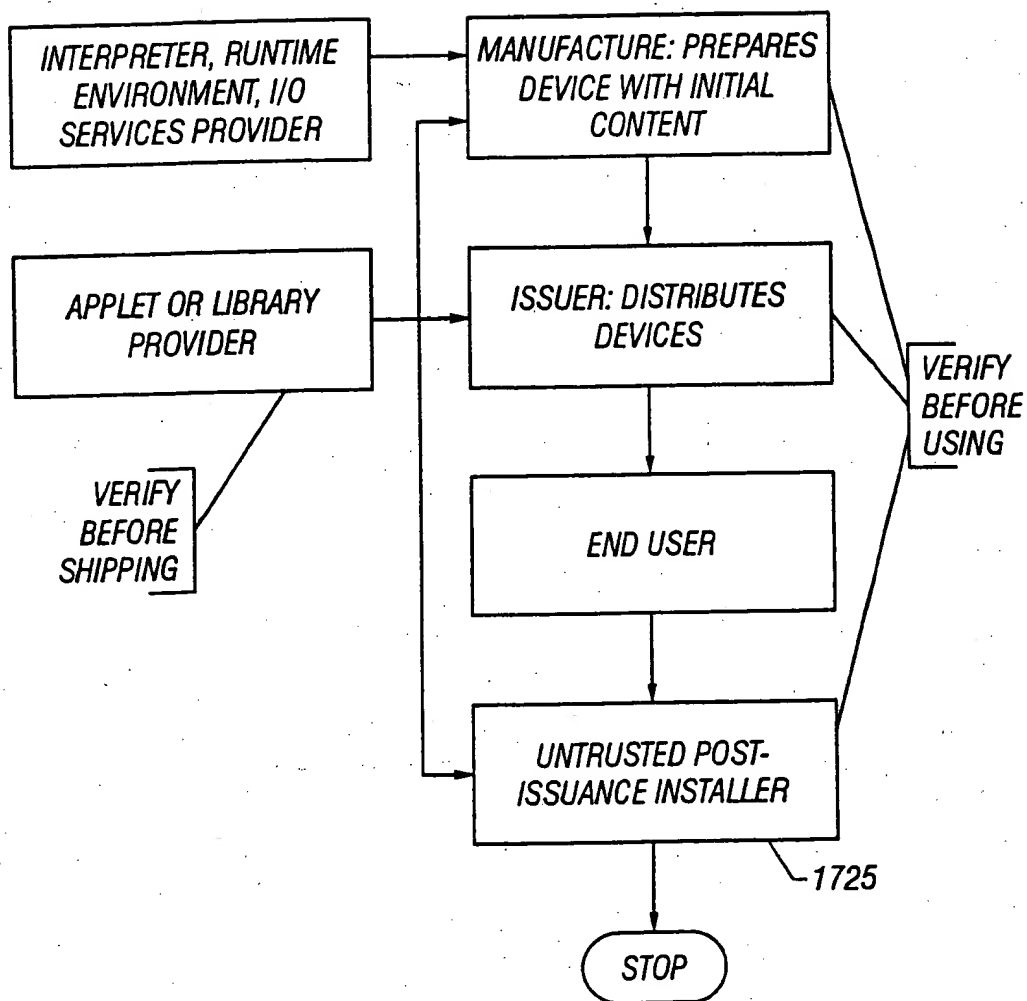 INTERPRETER, RUNTIME
ENVIRONMENT, I/O
SERVICES PROVIDER
MANUFACTURE: PREPARES
DEVICE WITH INITIAL
CONTENT
APPLET OR LIBRARY
PROVIDER
ISSUER: DISTRIBUTES
DEVICES
VERIFY
BEFORE
USING
VERIFY
BEFORE
SHIPPING
END USER
UNTRUSTED POST-
ISSUANCE INSTALLER
1725
STOP